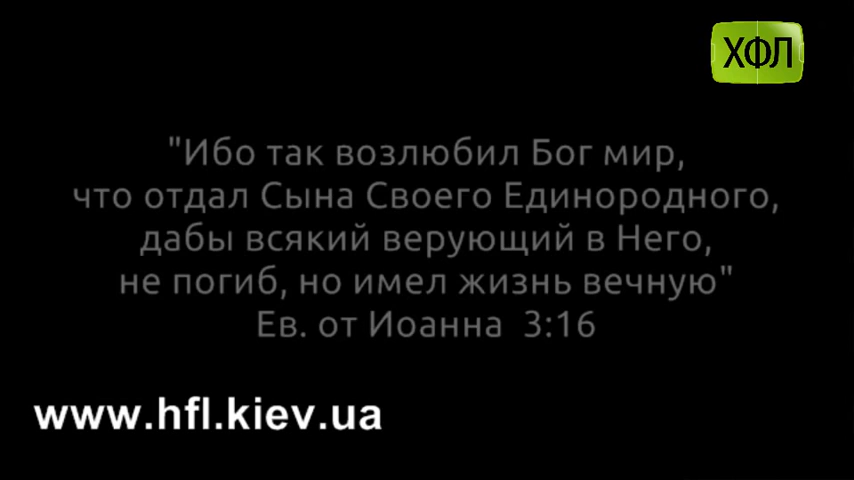 ХФЛ
"Ибо так возлюбил Бог мир,
что отдал Сына Своего Единородного,
дабы всякий верующий в Него,
не погиб, но имел жизнь вечную"
Ев. от Иоанна 3:16
www.hfl.kiev.ua